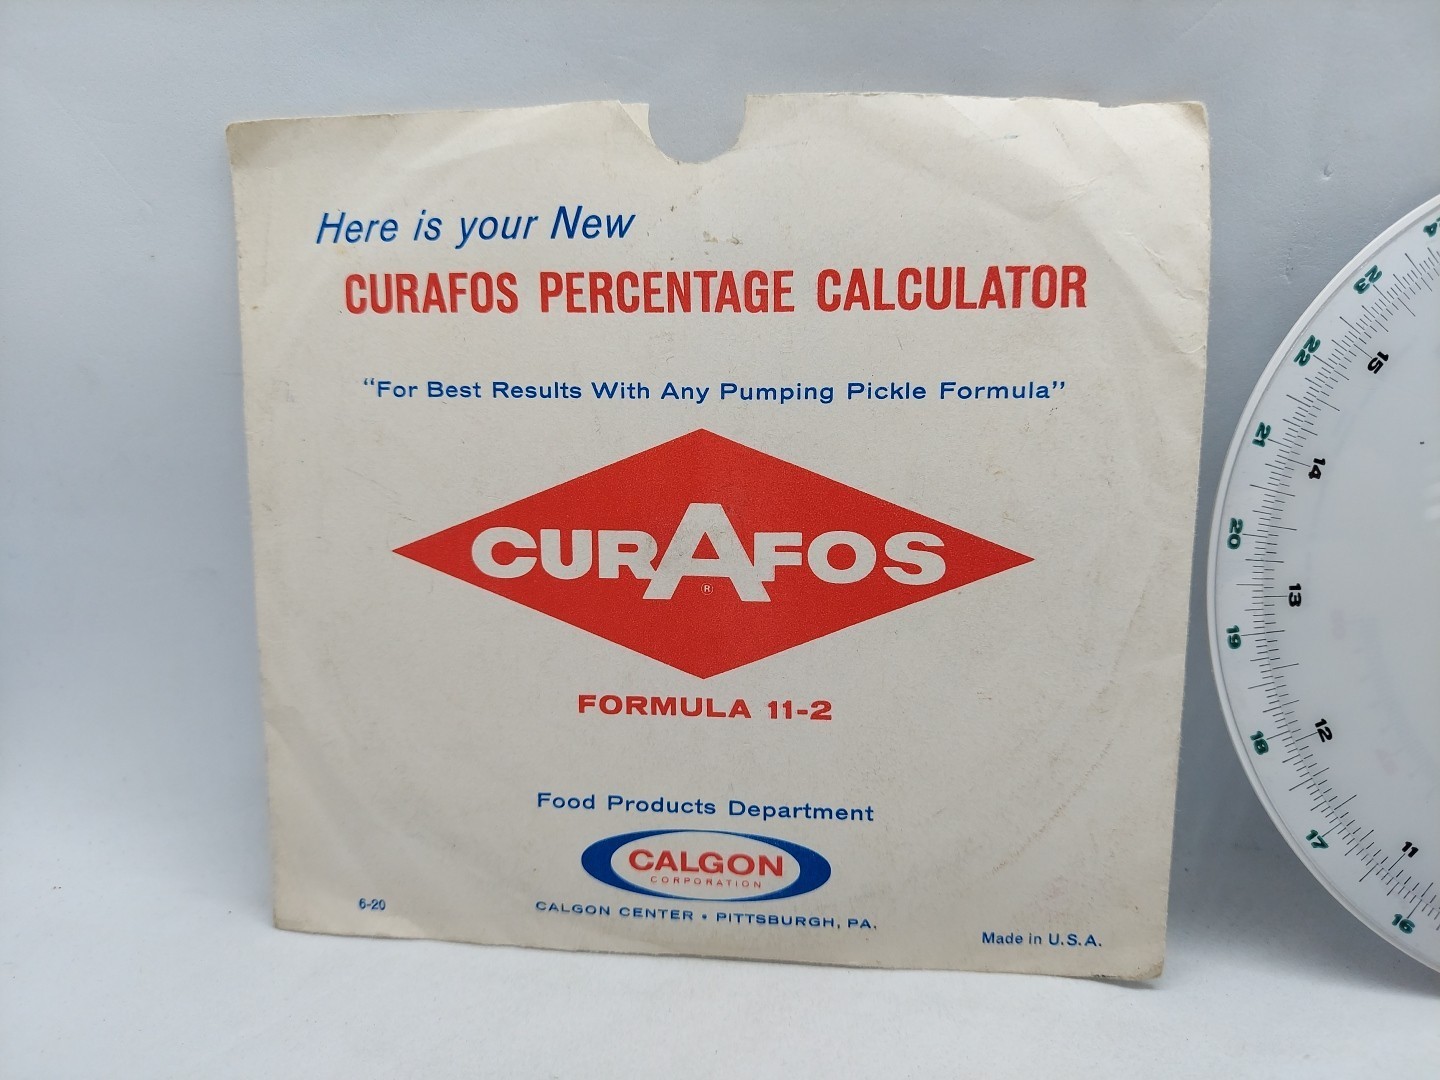 Here is your New
CURAFOS PERCENTAGE CALCULATOR
“For Best Results With Any Pumping Pickle Formula”
CURAFOS
®
FORMULA 11-2
Food Products Department
CALGON
CORPORATION
6-20
CALGON CENTER • PITTSBURGH, PA.
Made in U.S.A.
24
23
22
21
20
19
18
17
16
15
14
13
12
11